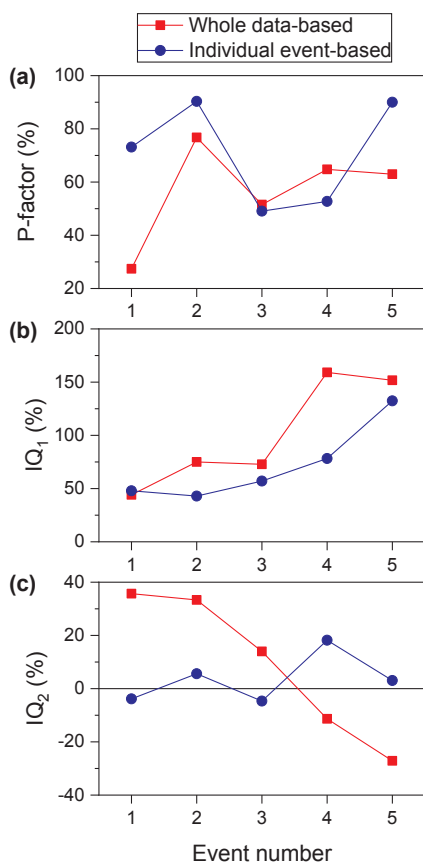 Whole data-based
Individual event-based
(a)
P-factor (%)
100
80
60
40
20
1 2 3 4 5
(b)
IQ₁ (%)
200
150
100
50
0
1 2 3 4 5
(c)
IQ₂ (%)
40
20
0
-20
-40
1 2 3 4 5
Event number